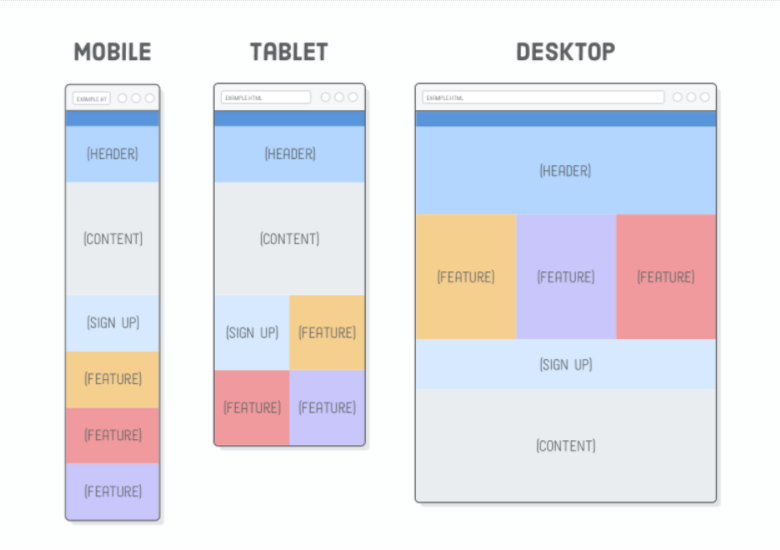 MOBILE
EXAMPLE.HT
(HEADER)
(CONTENT)
(SIGN UP)
(FEATURE)
(FEATURE)
(FEATURE)
TABLET
EXAMPLE.HTML
(HEADER)
(CONTENT)
(SIGN UP) (FEATURE)
(FEATURE) (FEATURE)
DESKTOP
EXAMPLE.HTML
(HEADER)
(FEATURE) (FEATURE) (FEATURE)
(SIGN UP)
(CONTENT)